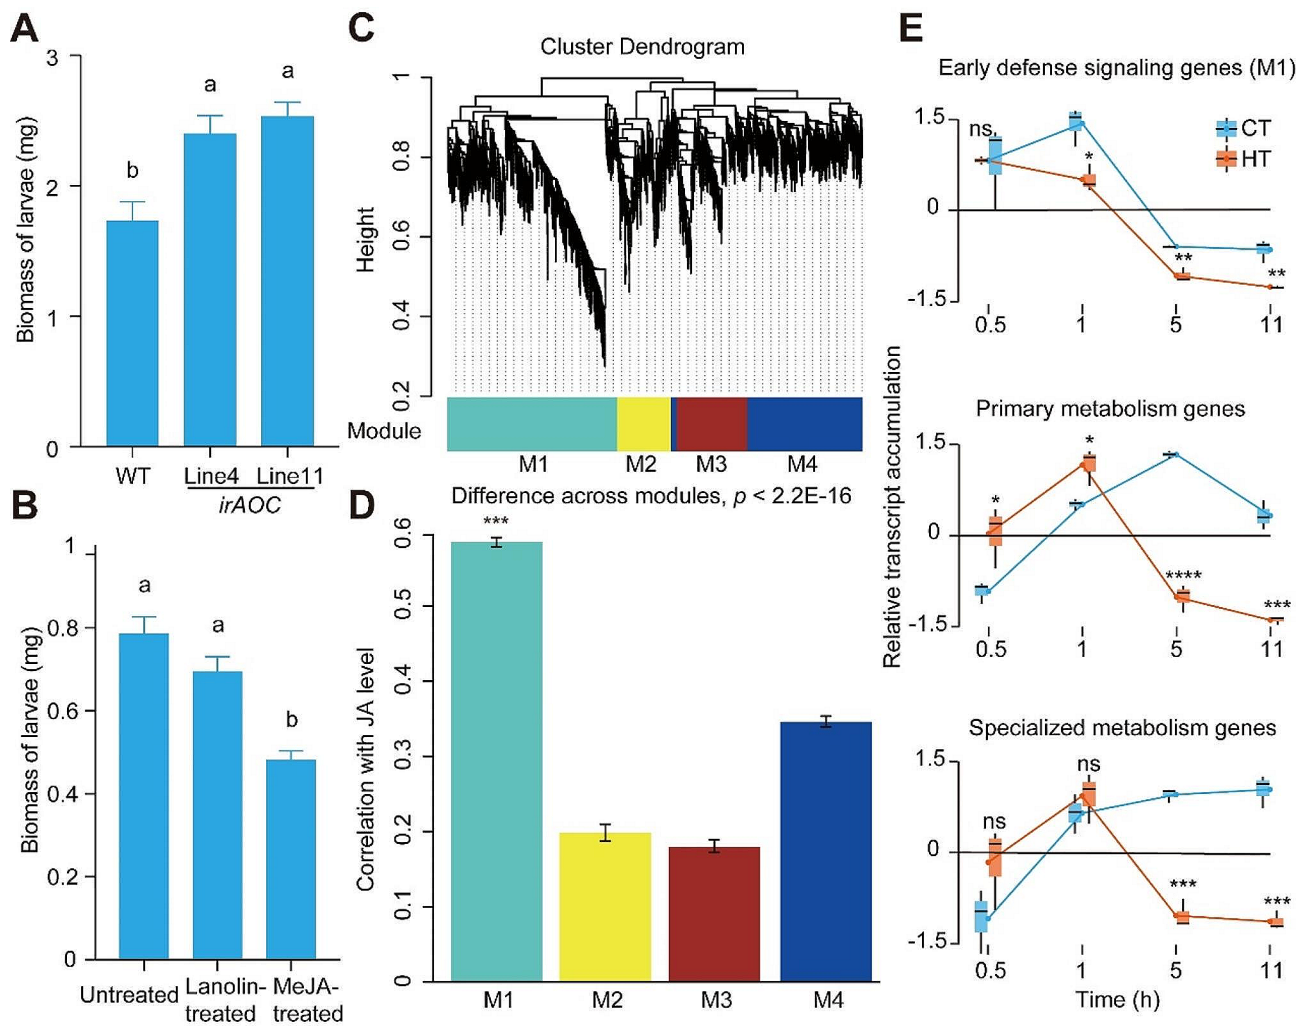 A
Biomass of larvae (mg)
3
2
1
0
b
a
a
WT
Line4
Line11
irAOC
B
Biomass of larvae (mg)
1
0.8
0.6
0.4
0.2
0
a
a
b
Untreated
Lanolin-
treated
MeJA-
treated
C
Cluster Dendrogram
Height
1
0.8
0.6
0.4
0.2
Module
M1
M2
M3
M4
D
Difference across modules, p < 2.2E-16
Correlation with JA level
0.6
0.5
0.4
0.3
0.2
0.1
0
***
M1
M2
M3
M4
E
Relative transcript accumulation
Early defense signaling genes (M1)
1.5
0
-1.5
ns
*
**
**
CT
HT
0.5
1
5
11
Primary metabolism genes
1.5
0
-1.5
*
*
****
***
0.5
1
5
11
Specialized metabolism genes
1.5
0
-1.5
ns
ns
***
***
0.5
1
5
11
Time (h)